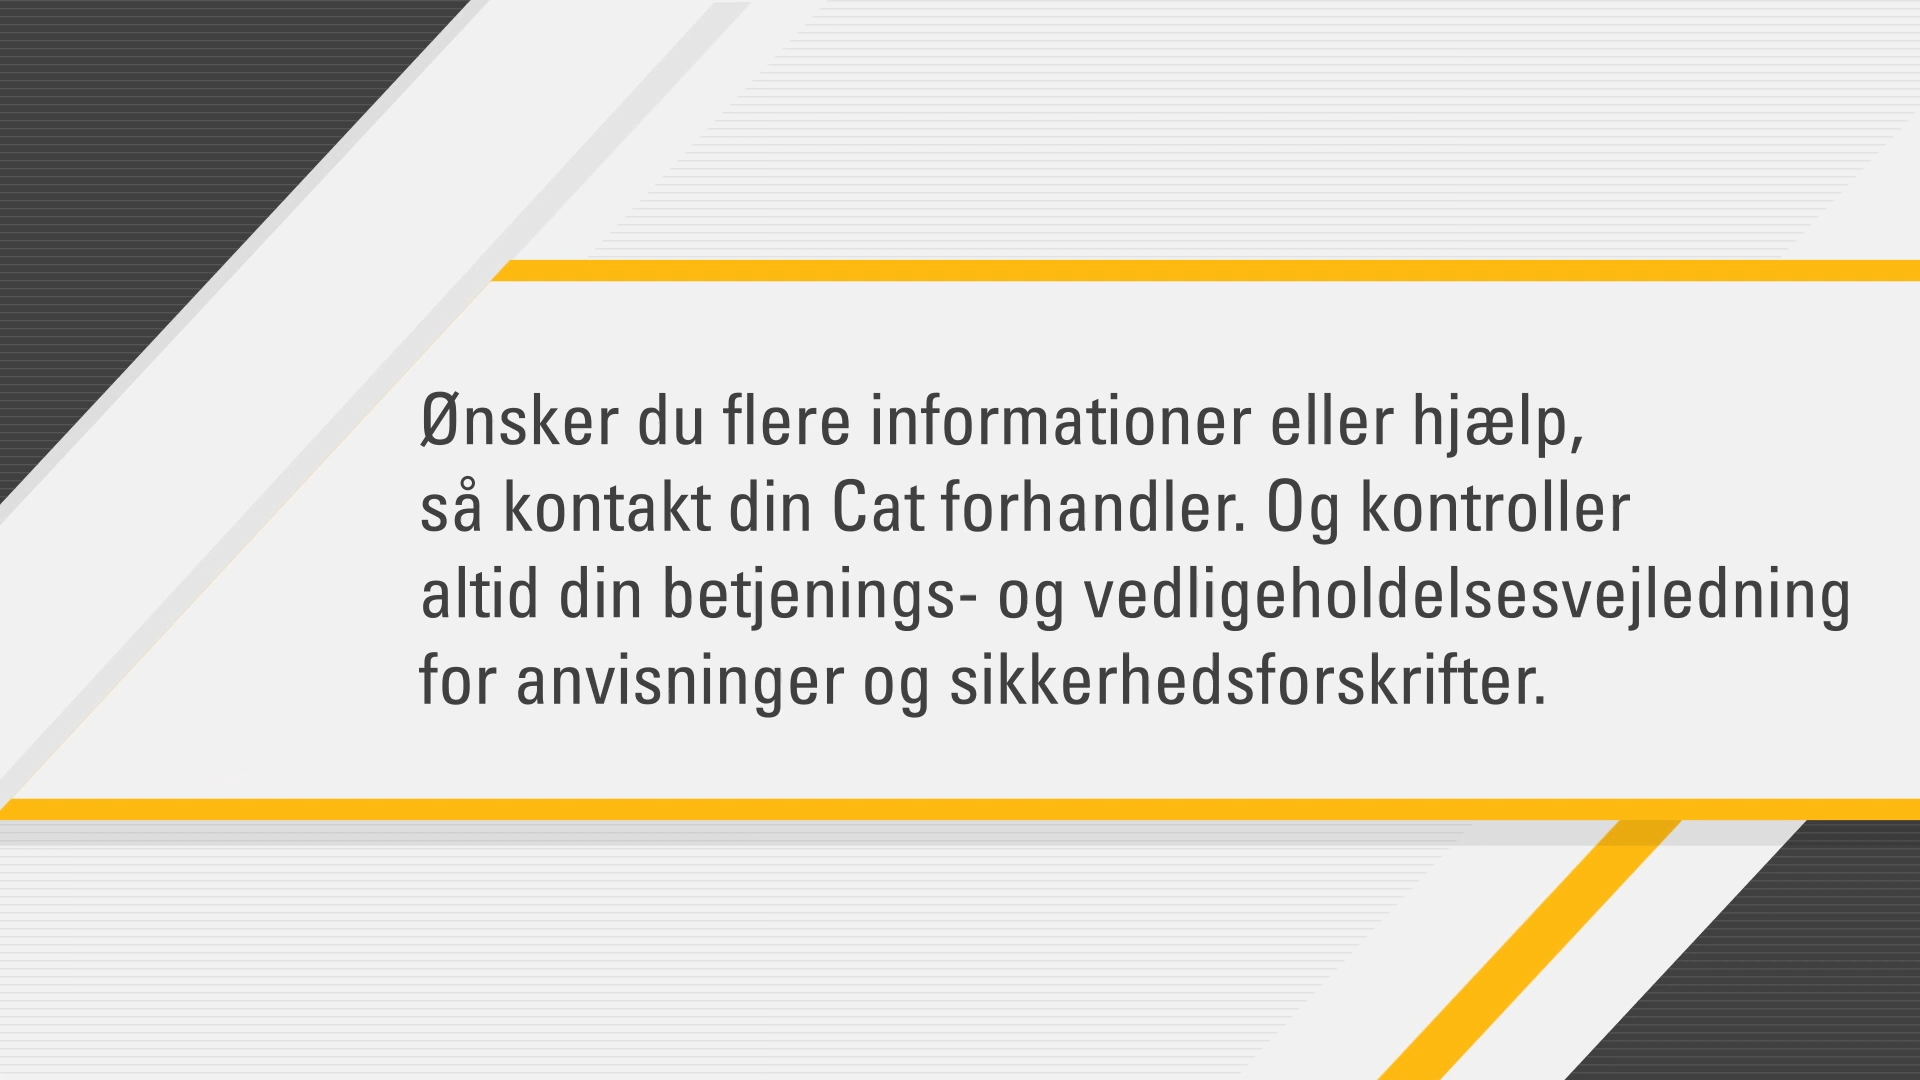 Ønsker du flere informationer eller hjælp,
så kontakt din Cat forhandler. Og kontroller
altid din betjenings- og vedligeholdelsesvejledning
for anvisninger og sikkerhedsforskrifter.